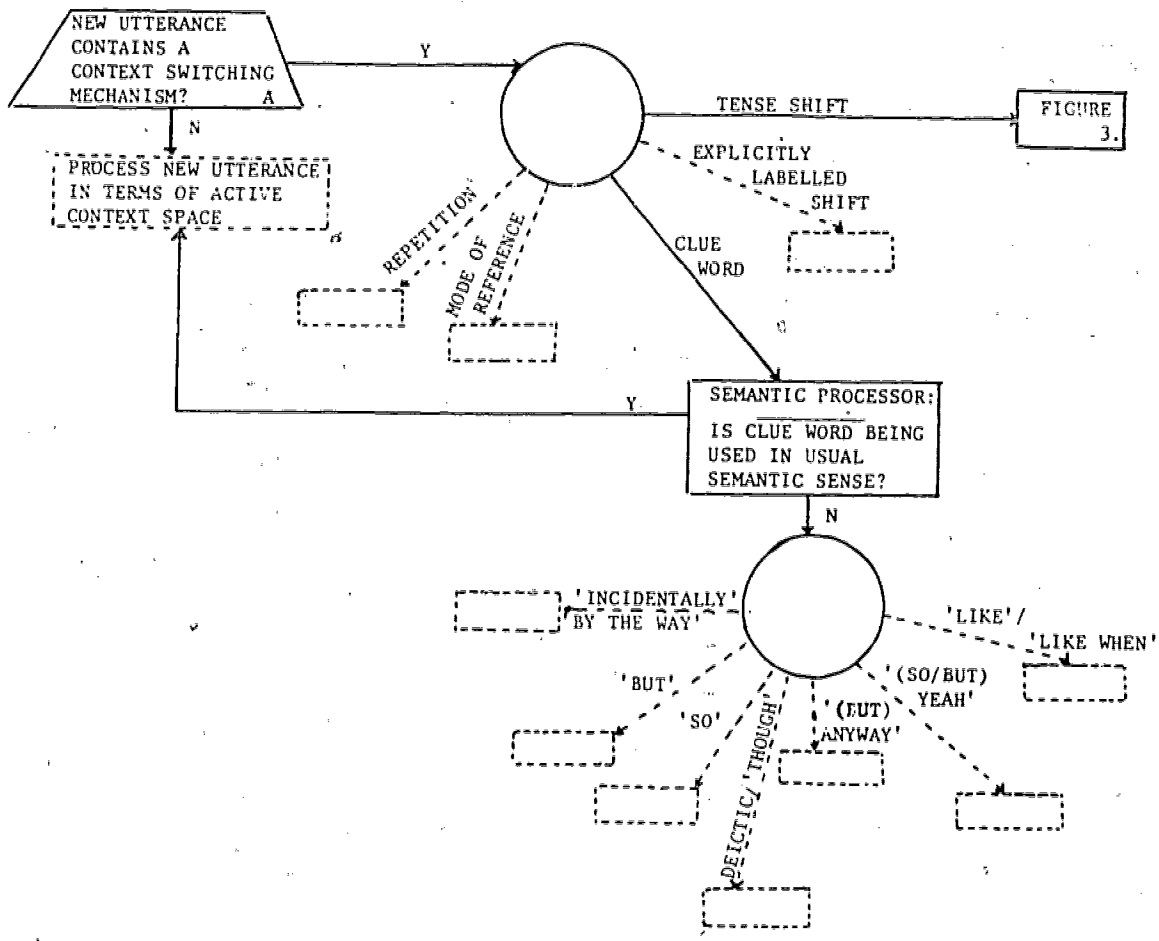 NEW UTTERANCE
CONTAINS A
CONTEXT SWITCHING
MECHANISM? A
Y
N
TENSE SHIFT
FIGURE
3.
EXPLICITLY
LABELLED
SHIFT
PROCESS NEW UTTERANCE
IN TERMS OF ACTIVE
CONTEXT SPACE
REPETITION'
MODE OF
REFERENCE
CLUE
WORD
Y
SEMANTIC PROCESSOR:
IS CLUE WORD BEING
USED IN USUAL
SEMANTIC SENSE?
N
'INCIDENTALLY'
'BY THE WAY'
'LIKE'/
'LIKE WHEN'
'BUT'
'SO'
DEICTIC/'THOUGH'
'(BUT)
ANYWAY'
'(SO/BUT)
YEAH'